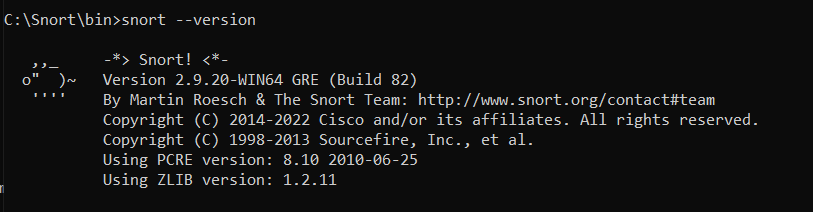 C:\Snort\bin>snort --version
,,_ -*> Snort! <*-
o" )~ Version 2.9.20-WIN64 GRE (Build 82)
'''' By Martin Roesch & The Snort Team: http://www.snort.org/contact#team
Copyright (C) 2014-2022 Cisco and/or its affiliates. All rights reserved.
Copyright (C) 1998-2013 Sourcefire, Inc., et al.
Using PCRE version: 8.10 2010-06-25
Using ZLIB version: 1.2.11